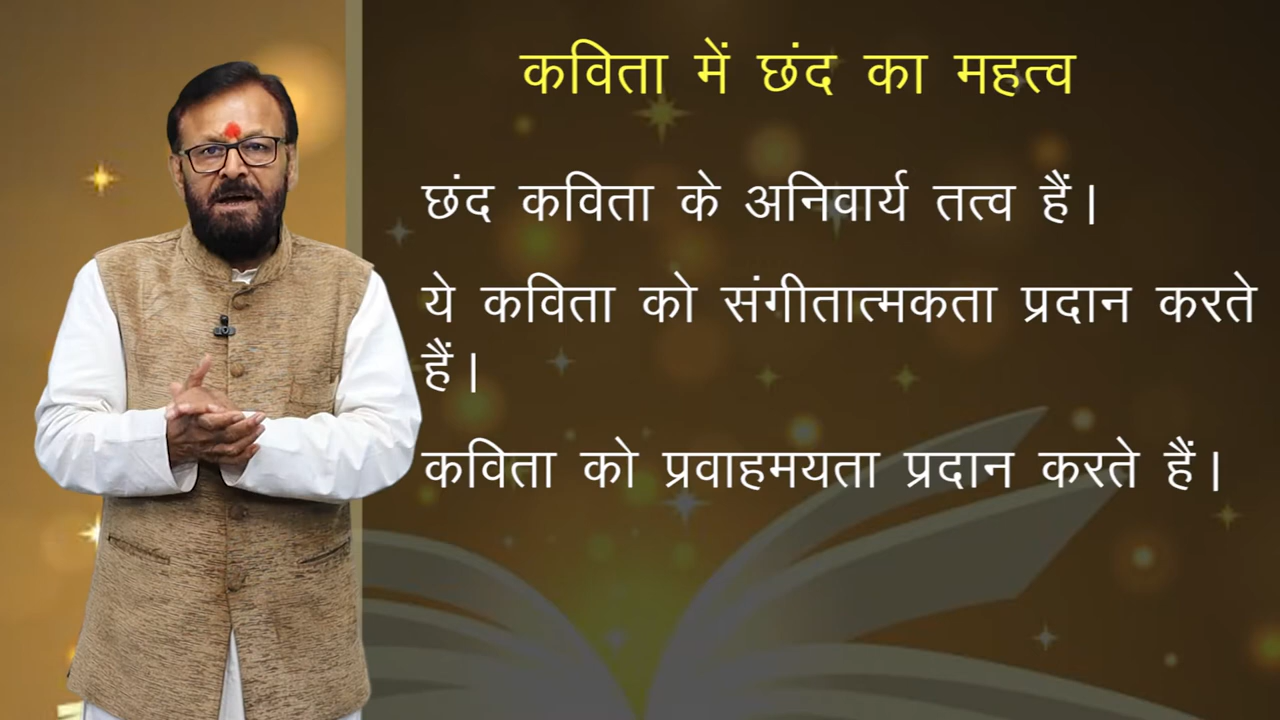 कविता में छंद का महत्व
छंद कविता के अनिवार्य तत्व हैं।
ये कविता को संगीतात्मकता प्रदान करते
हैं।
कविता को प्रवाहमयता प्रदान करते हैं।